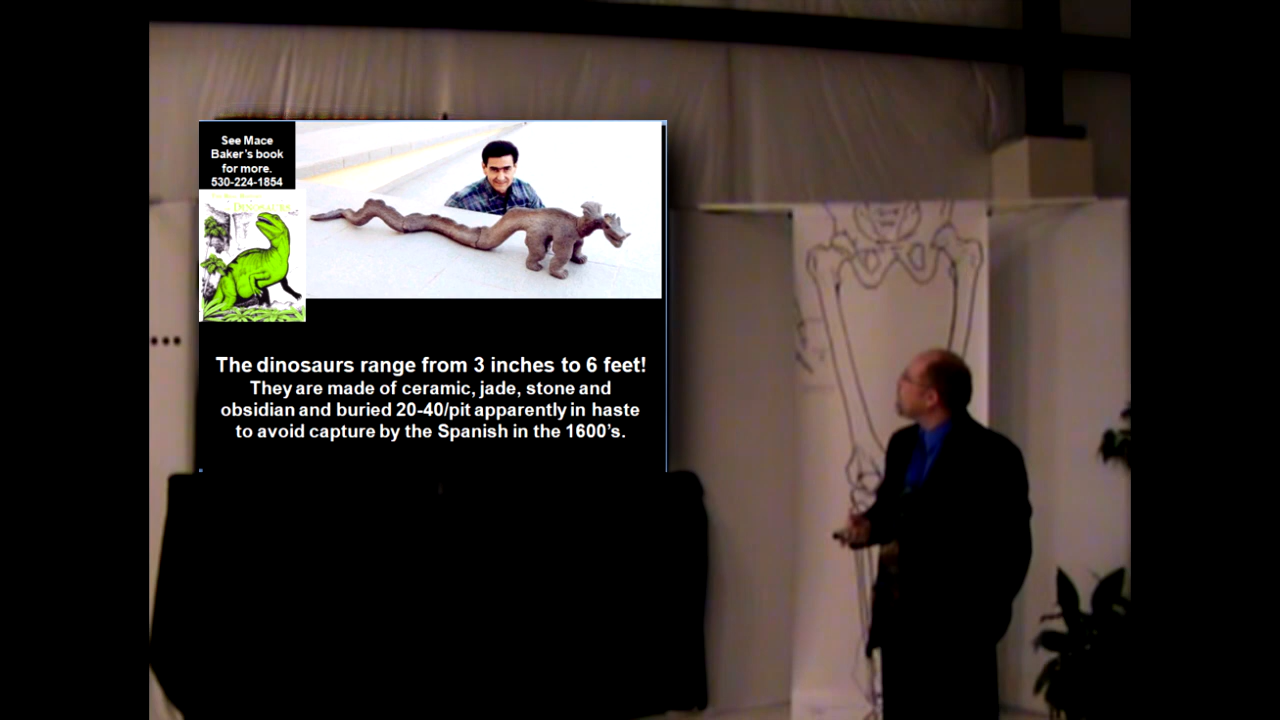 See Mace
Baker's book
for more.
530-224-1854
DINOSAURS
The dinosaurs range from 3 inches to 6 feet!
They are made of ceramic, jade, stone and
obsidian and buried 20-40/pit apparently in haste
to avoid capture by the Spanish in the 1600's.